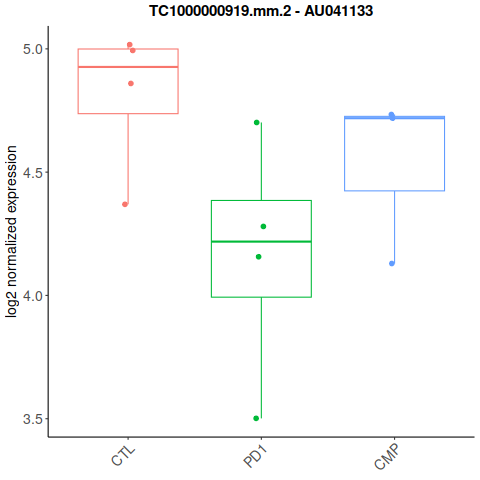 TC1000000919.mm.2 - AU041133
log2 normalized expression
5.0
4.5
4.0
3.5
CTL
PD1
CMP